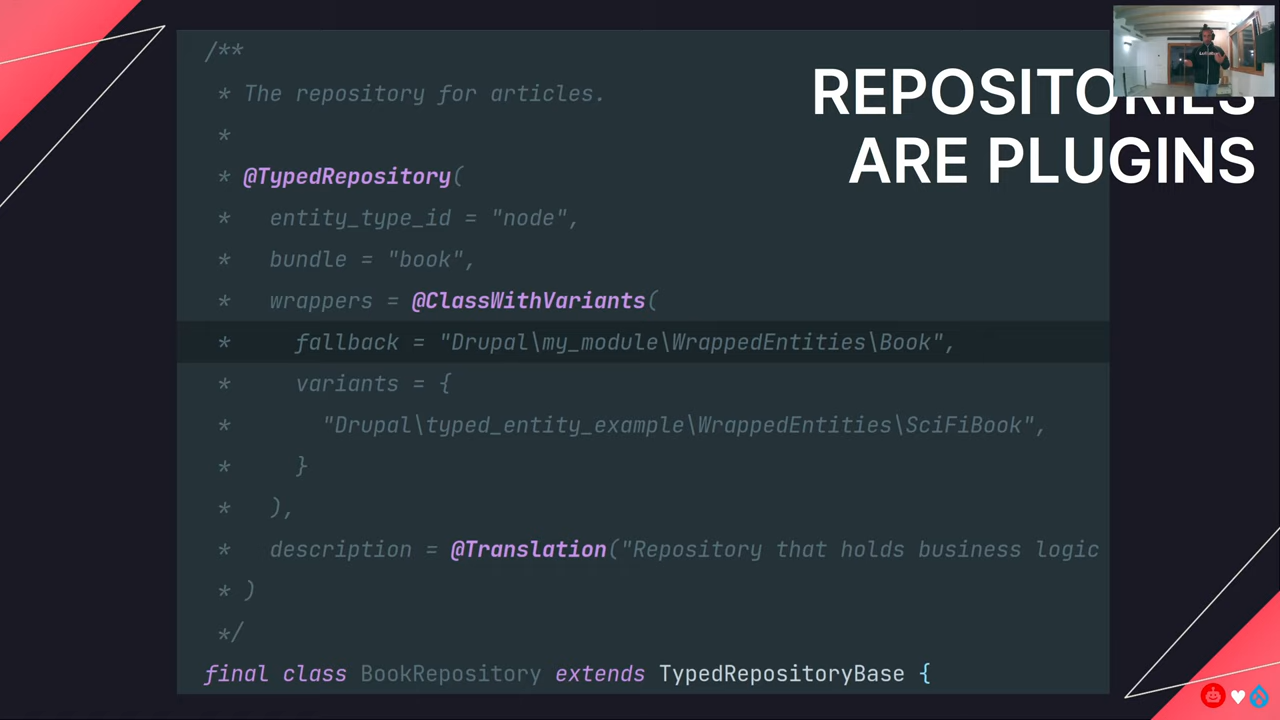 /**
* The repository for articles.
*
* @TypedRepository(
* entity_type_id = "node",
* bundle = "book",
* wrappers = @ClassWithVariants(
* fallback = "Drupal\my_module\WrappedEntities\Book",
* variants = {
* "Drupal\typed_entity_example\WrappedEntities\SciFiBook",
* }
* ),
* description = @Translation("Repository that holds business logic
* )
*/
final class BookRepository extends TypedRepositoryBase {
REPOSITORIES
ARE PLUGINS